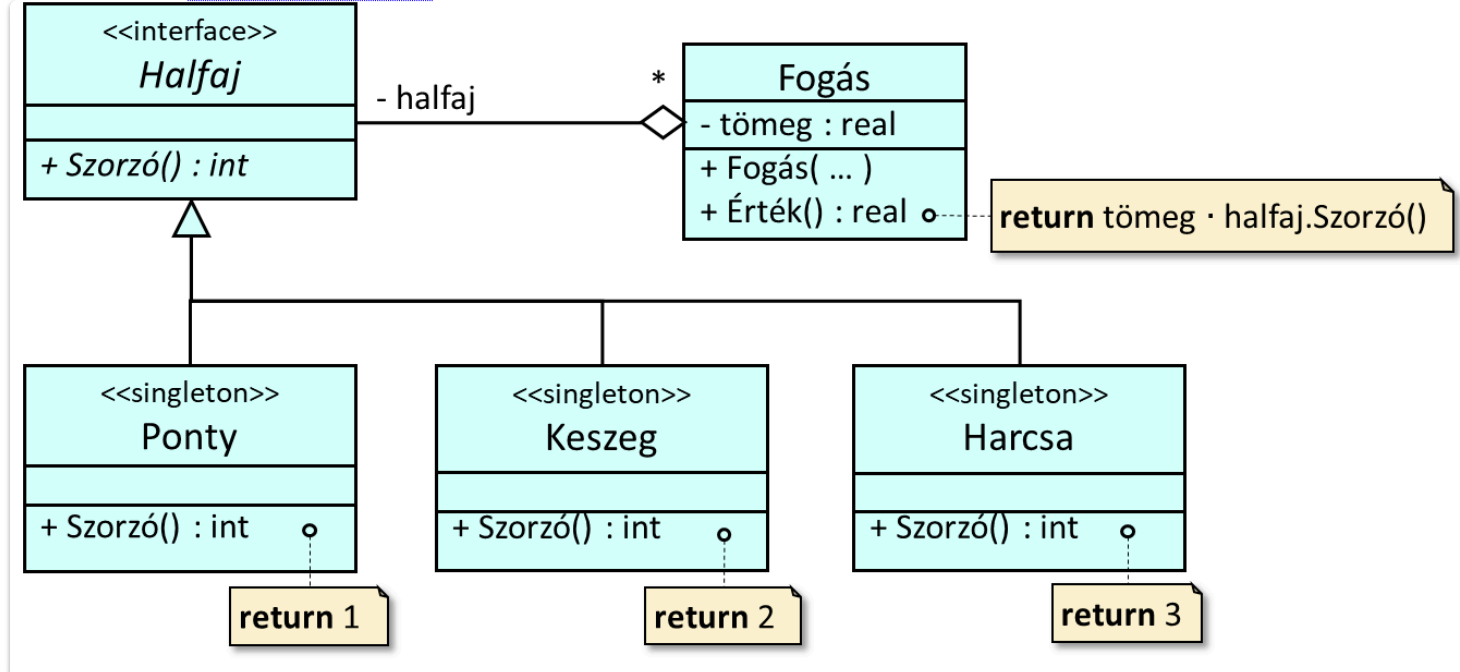 <<interface>>
Halfaj
+ Szorzó() : int
- halfaj
*
Fogás
- tömeg : real
+ Fogás( ... )
+ Érték() : real
return tömeg · halfaj.Szorzó()
<<singleton>>
Ponty
+ Szorzó() : int
return 1
<<singleton>>
Keszeg
+ Szorzó() : int
return 2
<<singleton>>
Harcsa
+ Szorzó() : int
return 3